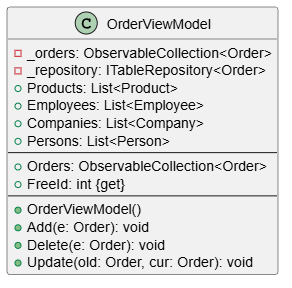 C OrderViewModel
_orders: ObservableCollection<Order>
_repository: ITableRepository<Order>
Products: List<Product>
Employees: List<Employee>
Companies: List<Company>
Persons: List<Person>
Orders: ObservableCollection<Order>
FreeId: int {get}
OrderViewModel()
Add(e: Order): void
Delete(e: Order): void
Update(old: Order, cur: Order): void